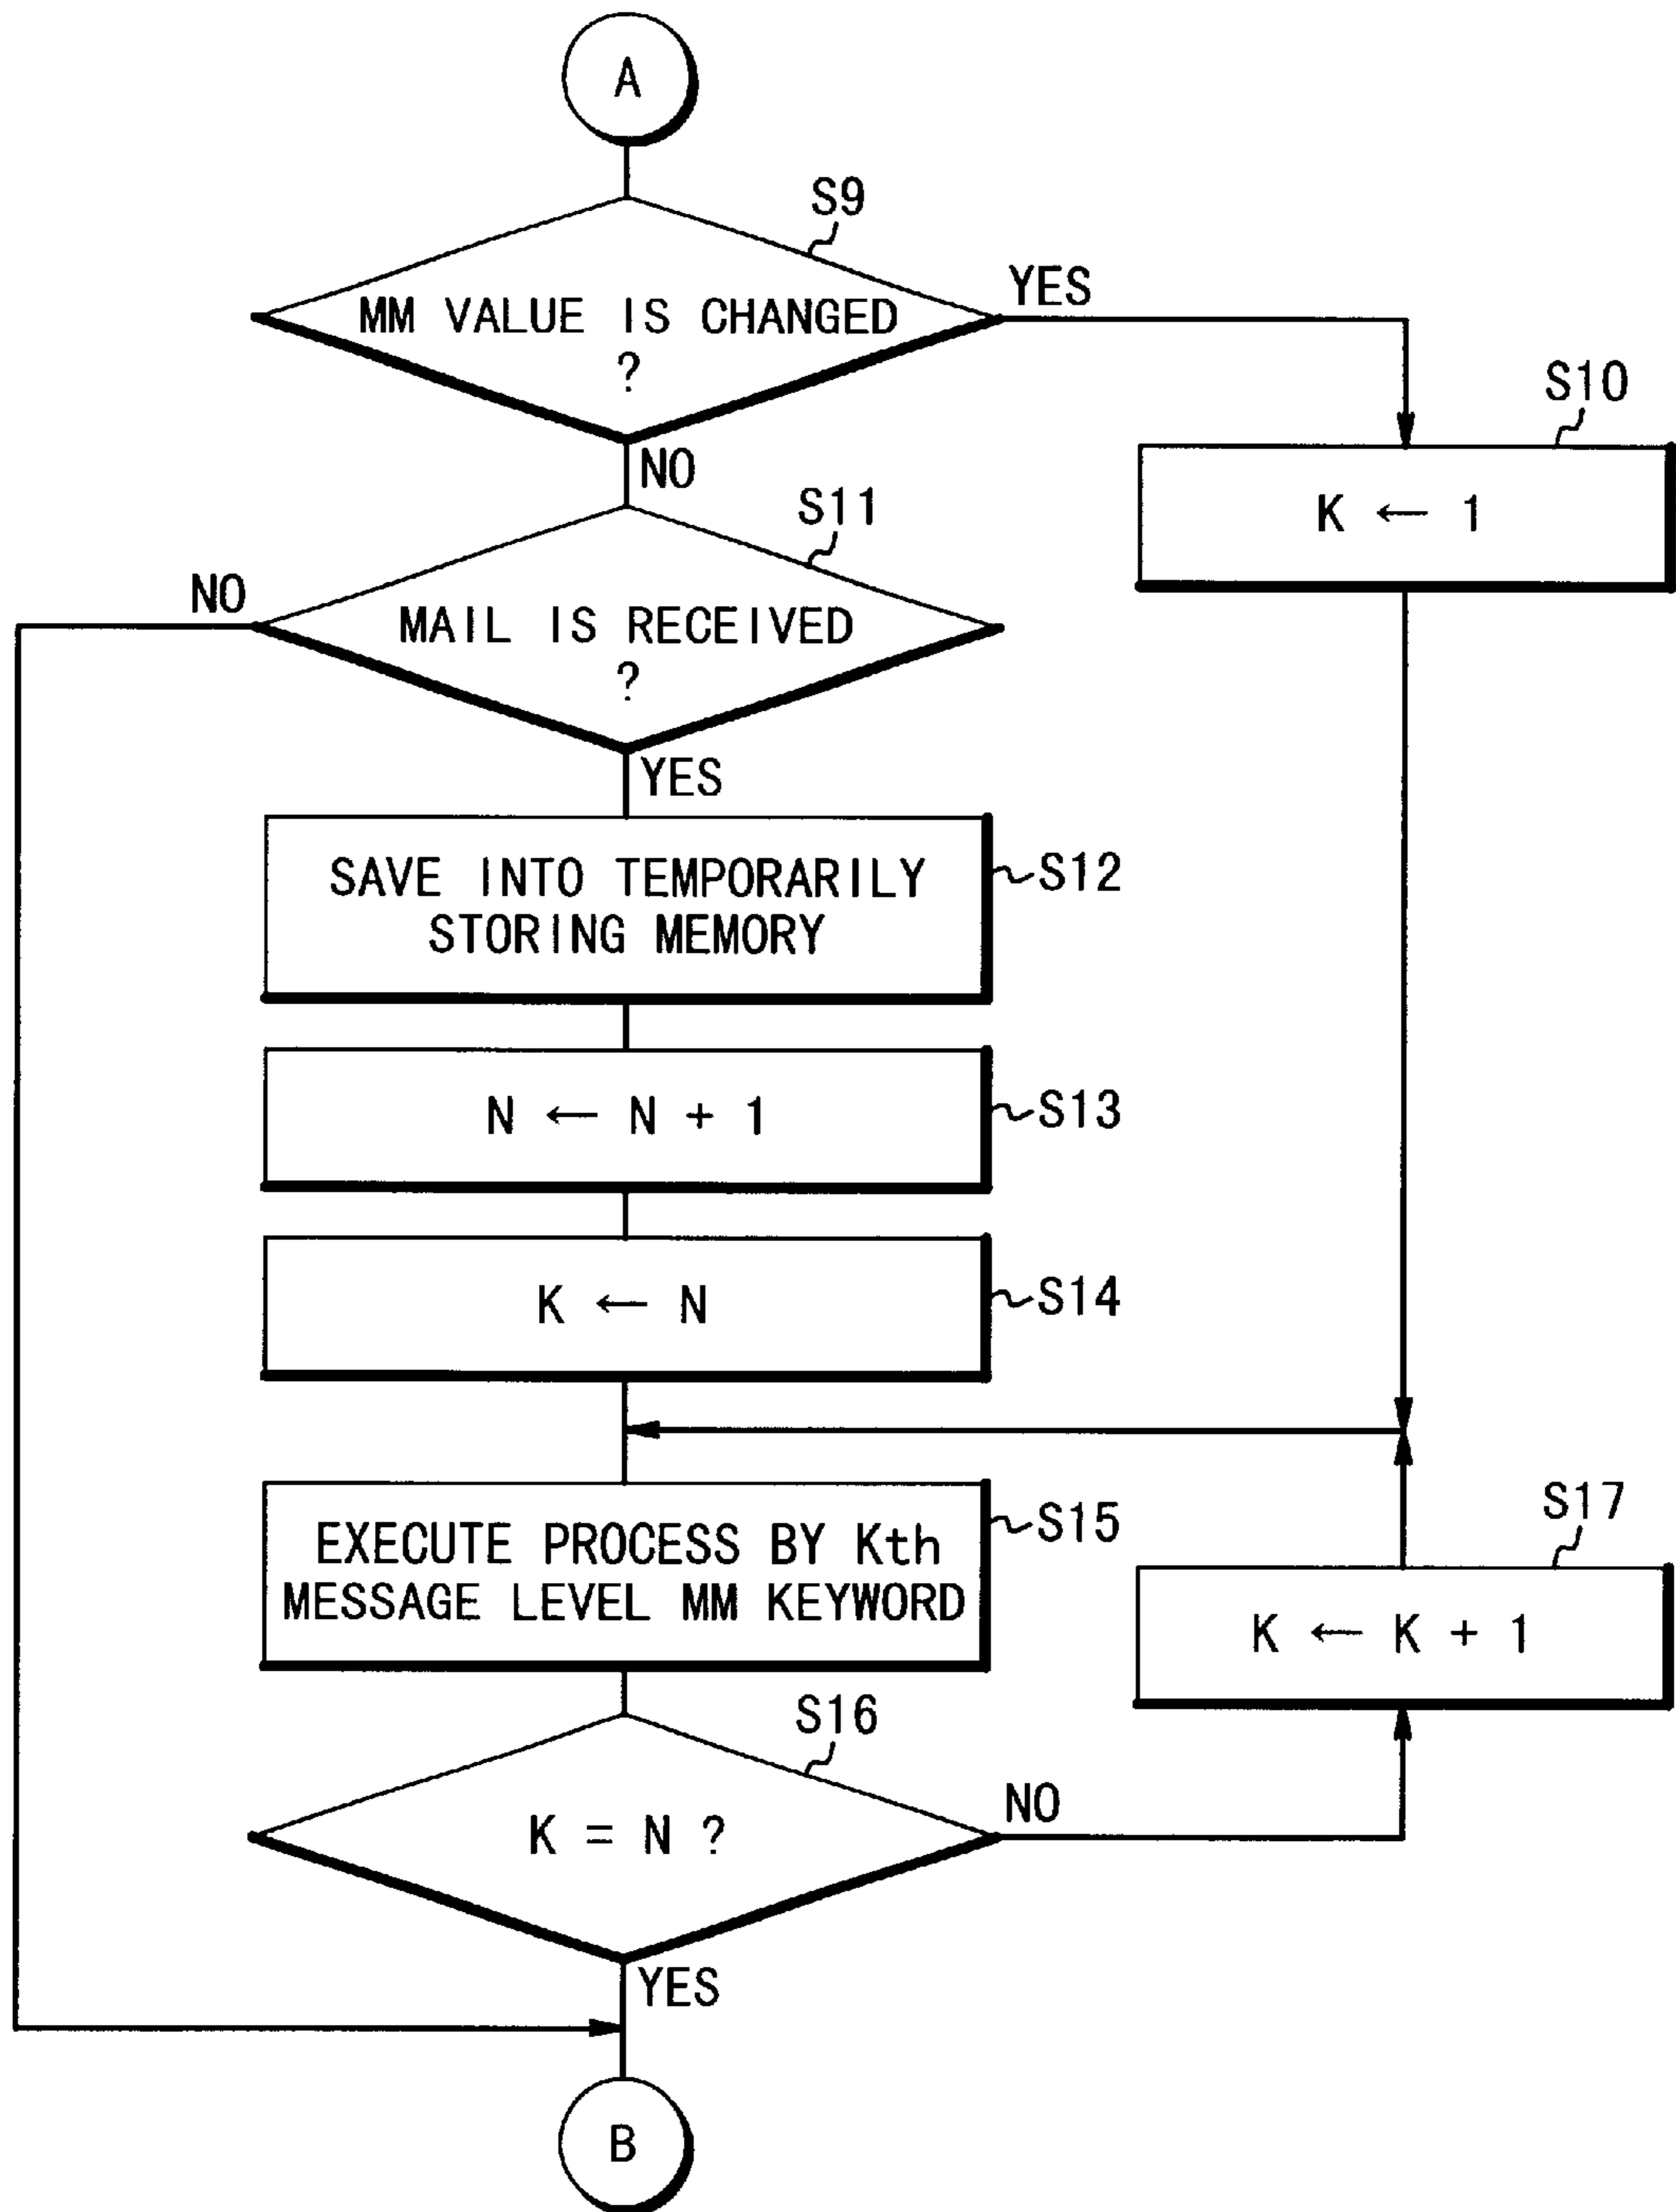 A
S9
MM VALUE IS CHANGED
?
YES
NO
S10
K ← 1
S11
NO
MAIL IS RECEIVED
?
YES
SAVE INTO TEMPORARILY
STORING MEMORY
S12
N ← N + 1
S13
K ← N
S14
EXECUTE PROCESS BY Kth
MESSAGE LEVEL MM KEYWORD
S15
S17
K ← K + 1
S16
K = N ?
NO
YES
B